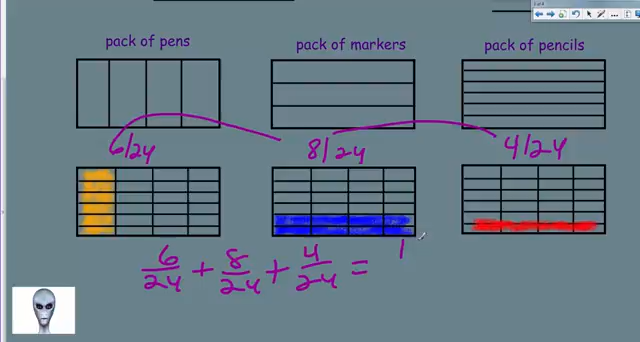 pack of pens pack of markers pack of pencils
6/24 8/24 4/24
6/24 + 8/24 + 4/24 = 1